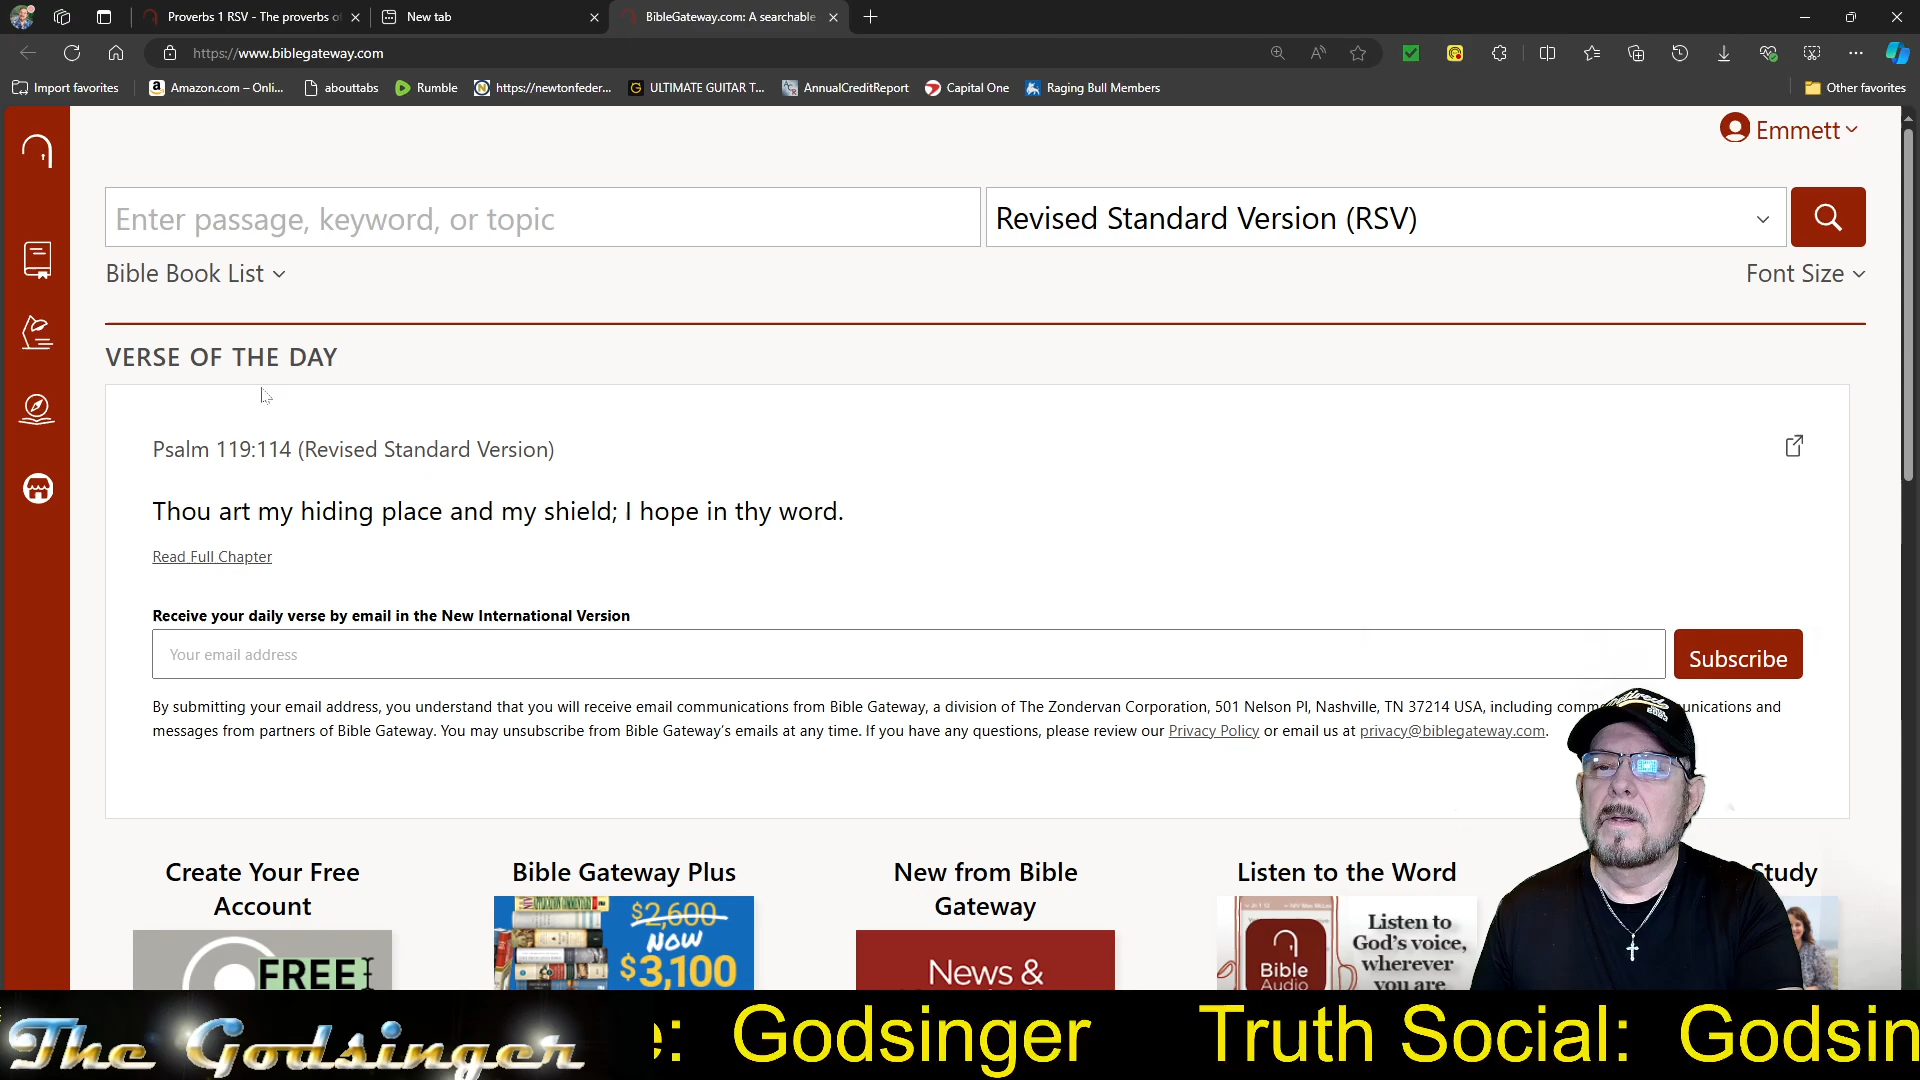 Proverbs 1 RSV - The proverbs of
New tab
BibleGateway.com: A searchable
https://www.biblegateway.com
Import favorites
Amazon.com – Onli...
abouttabs
Rumble
https://newtonfeder...
ULTIMATE GUITAR T...
AnnualCreditReport
Capital One
Raging Bull Members
Other favorites
Emmett
Enter passage, keyword, or topic
Revised Standard Version (RSV)
Bible Book List
Font Size
VERSE OF THE DAY
Psalm 119:114 (Revised Standard Version)
Thou art my hiding place and my shield; I hope in thy word.
Read Full Chapter
Receive your daily verse by email in the New International Version
Your email address
Subscribe
By submitting your email address, you understand that you will receive email communications from Bible Gateway, a division of The Zondervan Corporation, 501 Nelson Pl, Nashville, TN 37214 USA, including comm unications and
messages from partners of Bible Gateway. You may unsubscribe from Bible Gateway's emails at any time. If you have any questions, please review our Privacy Policy or email us at privacy@biblegateway.com.
Create Your Free
Account
Bible Gateway Plus
New from Bible
Gateway
Listen to the Word
Study
FREE
$2,600
NOW
$3,100
News &
Bible
Audio
Listen to
God's voice,
wherever
you are
The Godsinger
e: Godsinger Truth Social: Godsin